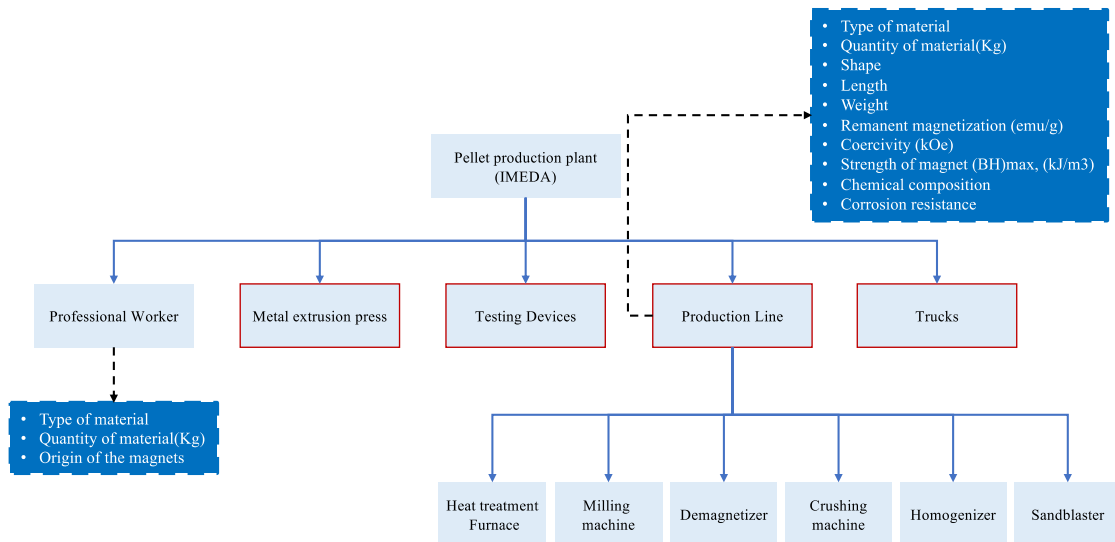 • Type of material
• Quantity of material(Kg)
• Shape
• Length
• Weight
• Remanent magnetization (emu/g)
• Coercivity (kOe)
• Strength of magnet (BH)max, (kJ/m3)
• Chemical composition
• Corrosion resistance
Pellet production plant
(IMEDA)
Professional Worker
Metal extrusion press
Testing Devices
Production Line
Trucks
• Type of material
• Quantity of material(Kg)
• Origin of the magnets
Heat treatment
Furnace
Milling
machine
Demagnetizer
Crushing
machine
Homogenizer
Sandblaster